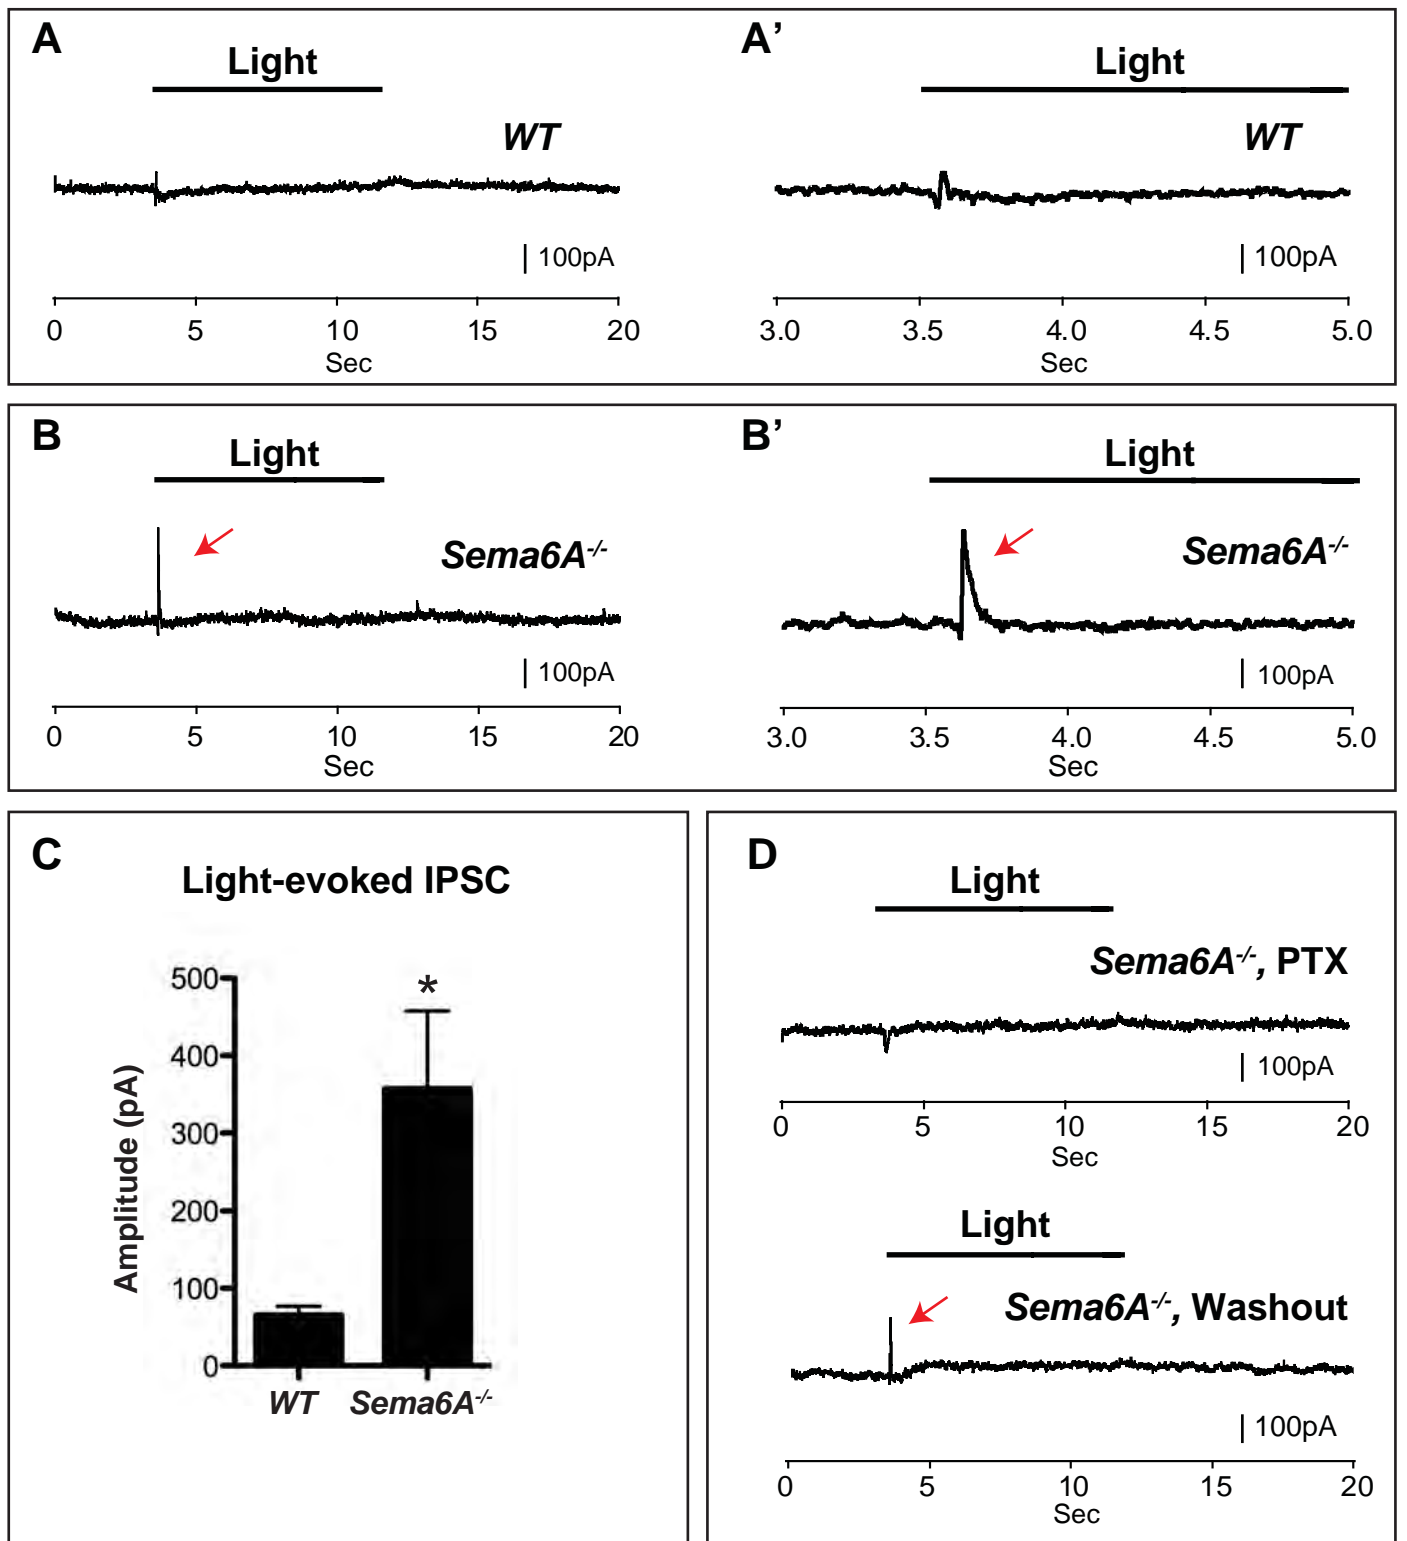 A
Light
WT
100pA
0 5 10 15 20
Sec
A’
Light
WT
100pA
3.0 3.5 4.0 4.5 5.0
Sec
B
Light
Sema6A-/-
100pA
0 5 10 15 20
Sec
B’
Light
Sema6A-/-
100pA
3.0 3.5 4.0 4.5 5.0
Sec
C
Light-evoked IPSC
Amplitude (pA)
500
400
300
200
100
0
*
WT Sema6A-/-
D
Light
Sema6A-/-, PTX
100pA
0 5 10 15 20
Sec
Light
Sema6A-/-, Washout
100pA
0 5 10 15 20
Sec